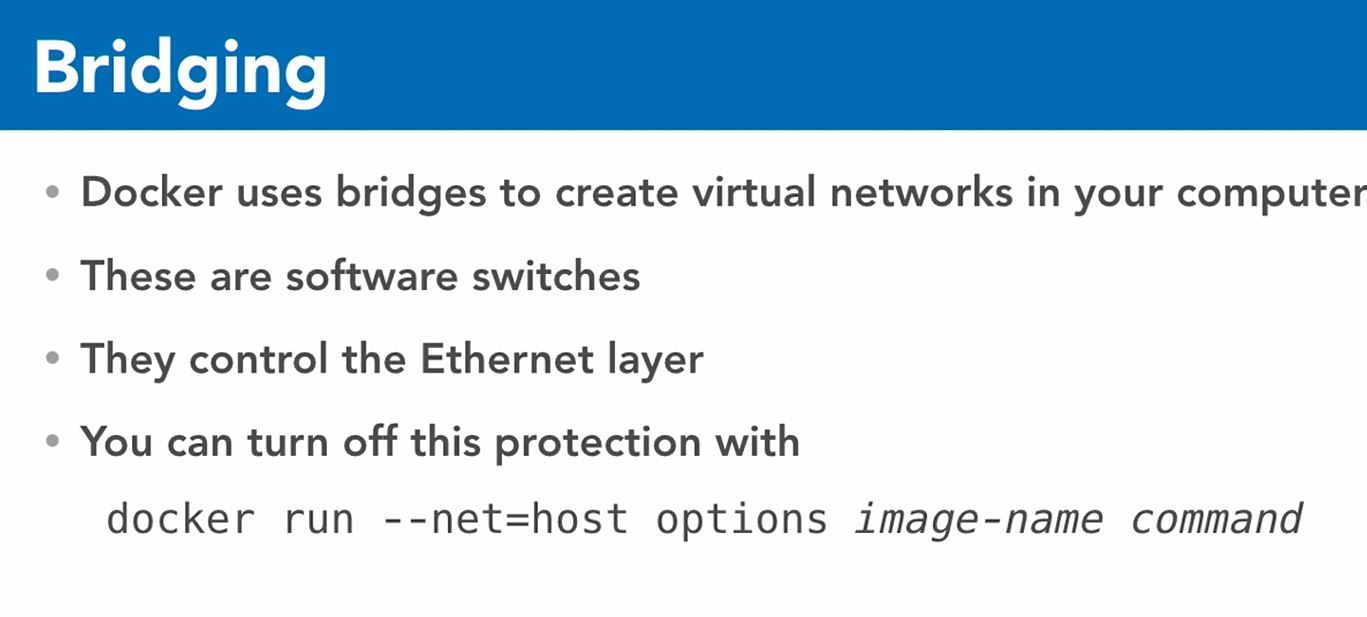 Bridging
• Docker uses bridges to create virtual networks in your computer
• These are software switches
• They control the Ethernet layer
• You can turn off this protection with
docker run --net=host options image-name command